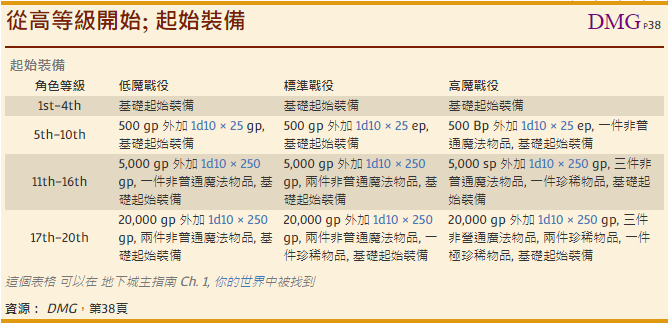 從高等級開始; 起始裝備 DMG P38
起始裝備
角色等級 低魔戰役 標準戰役 高魔戰役
1st–4th 基礎起始裝備 基礎起始裝備 基礎起始裝備
5th–10th 500 gp 外加 1d10 × 25 gp, 基礎起始裝備 500 gp 外加 1d10 × 25 ep, 基礎起始裝備 500 Bp 外加 1d10 × 25 ep, 一件非普通魔法物品, 基礎起始裝備
11th–16th 5,000 gp 外加 1d10 × 250 gp, 一件非普通魔法物品, 基礎起始裝備 5,000 gp 外加 1d10 × 250 gp, 兩件非普通魔法物品, 基礎起始裝備 5,000 sp 外加 1d10 × 250 gp, 三件非普通魔法物品, 一件珍稀物品, 基礎起始裝備
17th–20th 20,000 gp 外加 1d10 × 250 gp, 兩件非普通魔法物品, 基礎起始裝備 20,000 gp 外加 1d10 × 250 gp, 兩件非普通魔法物品, 一件珍稀物品, 基礎起始裝備 20,000 gp 外加 1d10 × 250 gp, 三件非營通魔法物品, 兩件珍稀物品, 一件極珍稀物品, 基礎起始裝備
這個表格 可以在 地下城主指南 Ch. 1, 你的世界中被找到
資源： DMG，第38頁